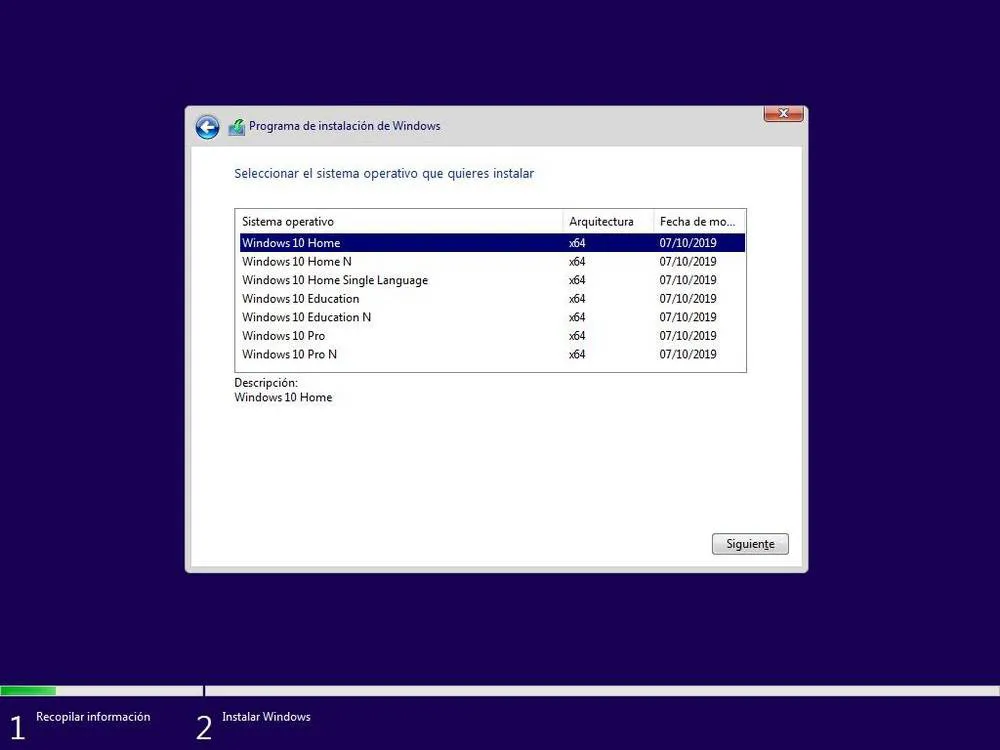 Programa de instalación de Windows
Seleccionar el sistema operativo que quieres instalar
Sistema operativo Arquitectura Fecha de mo...
Windows 10 Home x64 07/10/2019
Windows 10 Home N x64 07/10/2019
Windows 10 Home Single Language x64 07/10/2019
Windows 10 Education x64 07/10/2019
Windows 10 Education N x64 07/10/2019
Windows 10 Pro x64 07/10/2019
Windows 10 Pro N x64 07/10/2019
Descripción:
Windows 10 Home
Siguiente
1 Recopilar información 2 Instalar Windows